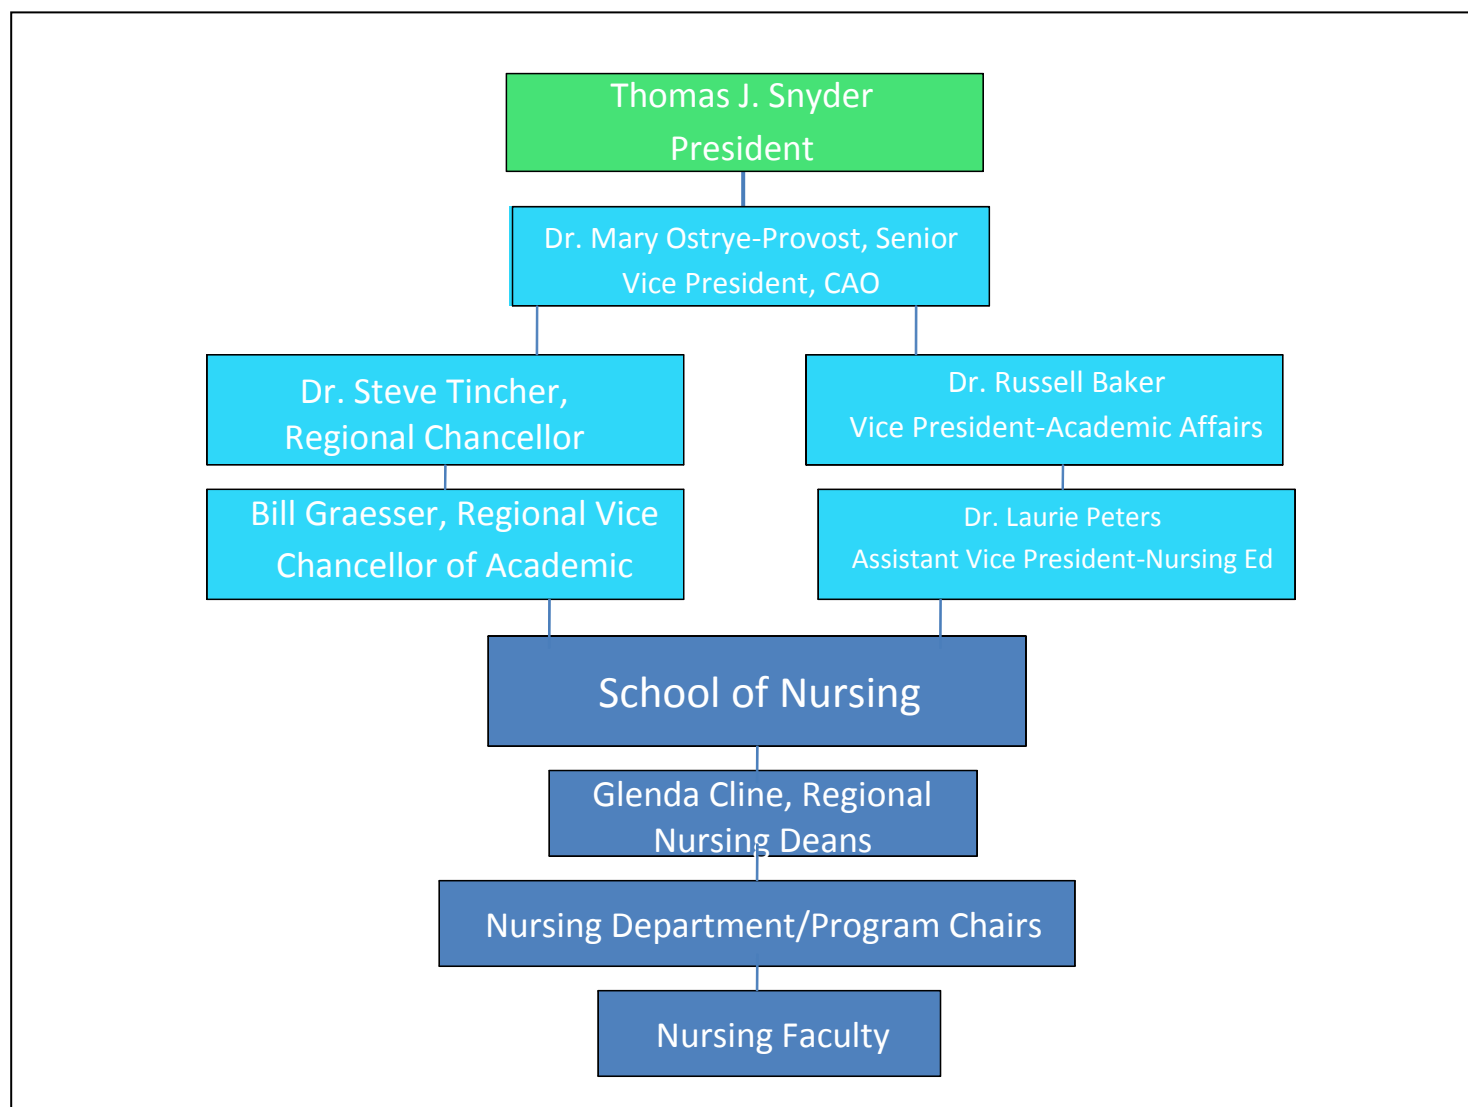 Thomas J. Snyder
President
Dr. Mary Ostrye-Provost, Senior
Vice President, CAO
Dr. Steve Tincher,
Regional Chancellor
Dr. Russell Baker
Vice President-Academic Affairs
Bill Graesser, Regional Vice
Chancellor of Academic
Dr. Laurie Peters
Assistant Vice President-Nursing Ed
School of Nursing
Glenda Cline, Regional
Nursing Deans
Nursing Department/Program Chairs
Nursing Faculty